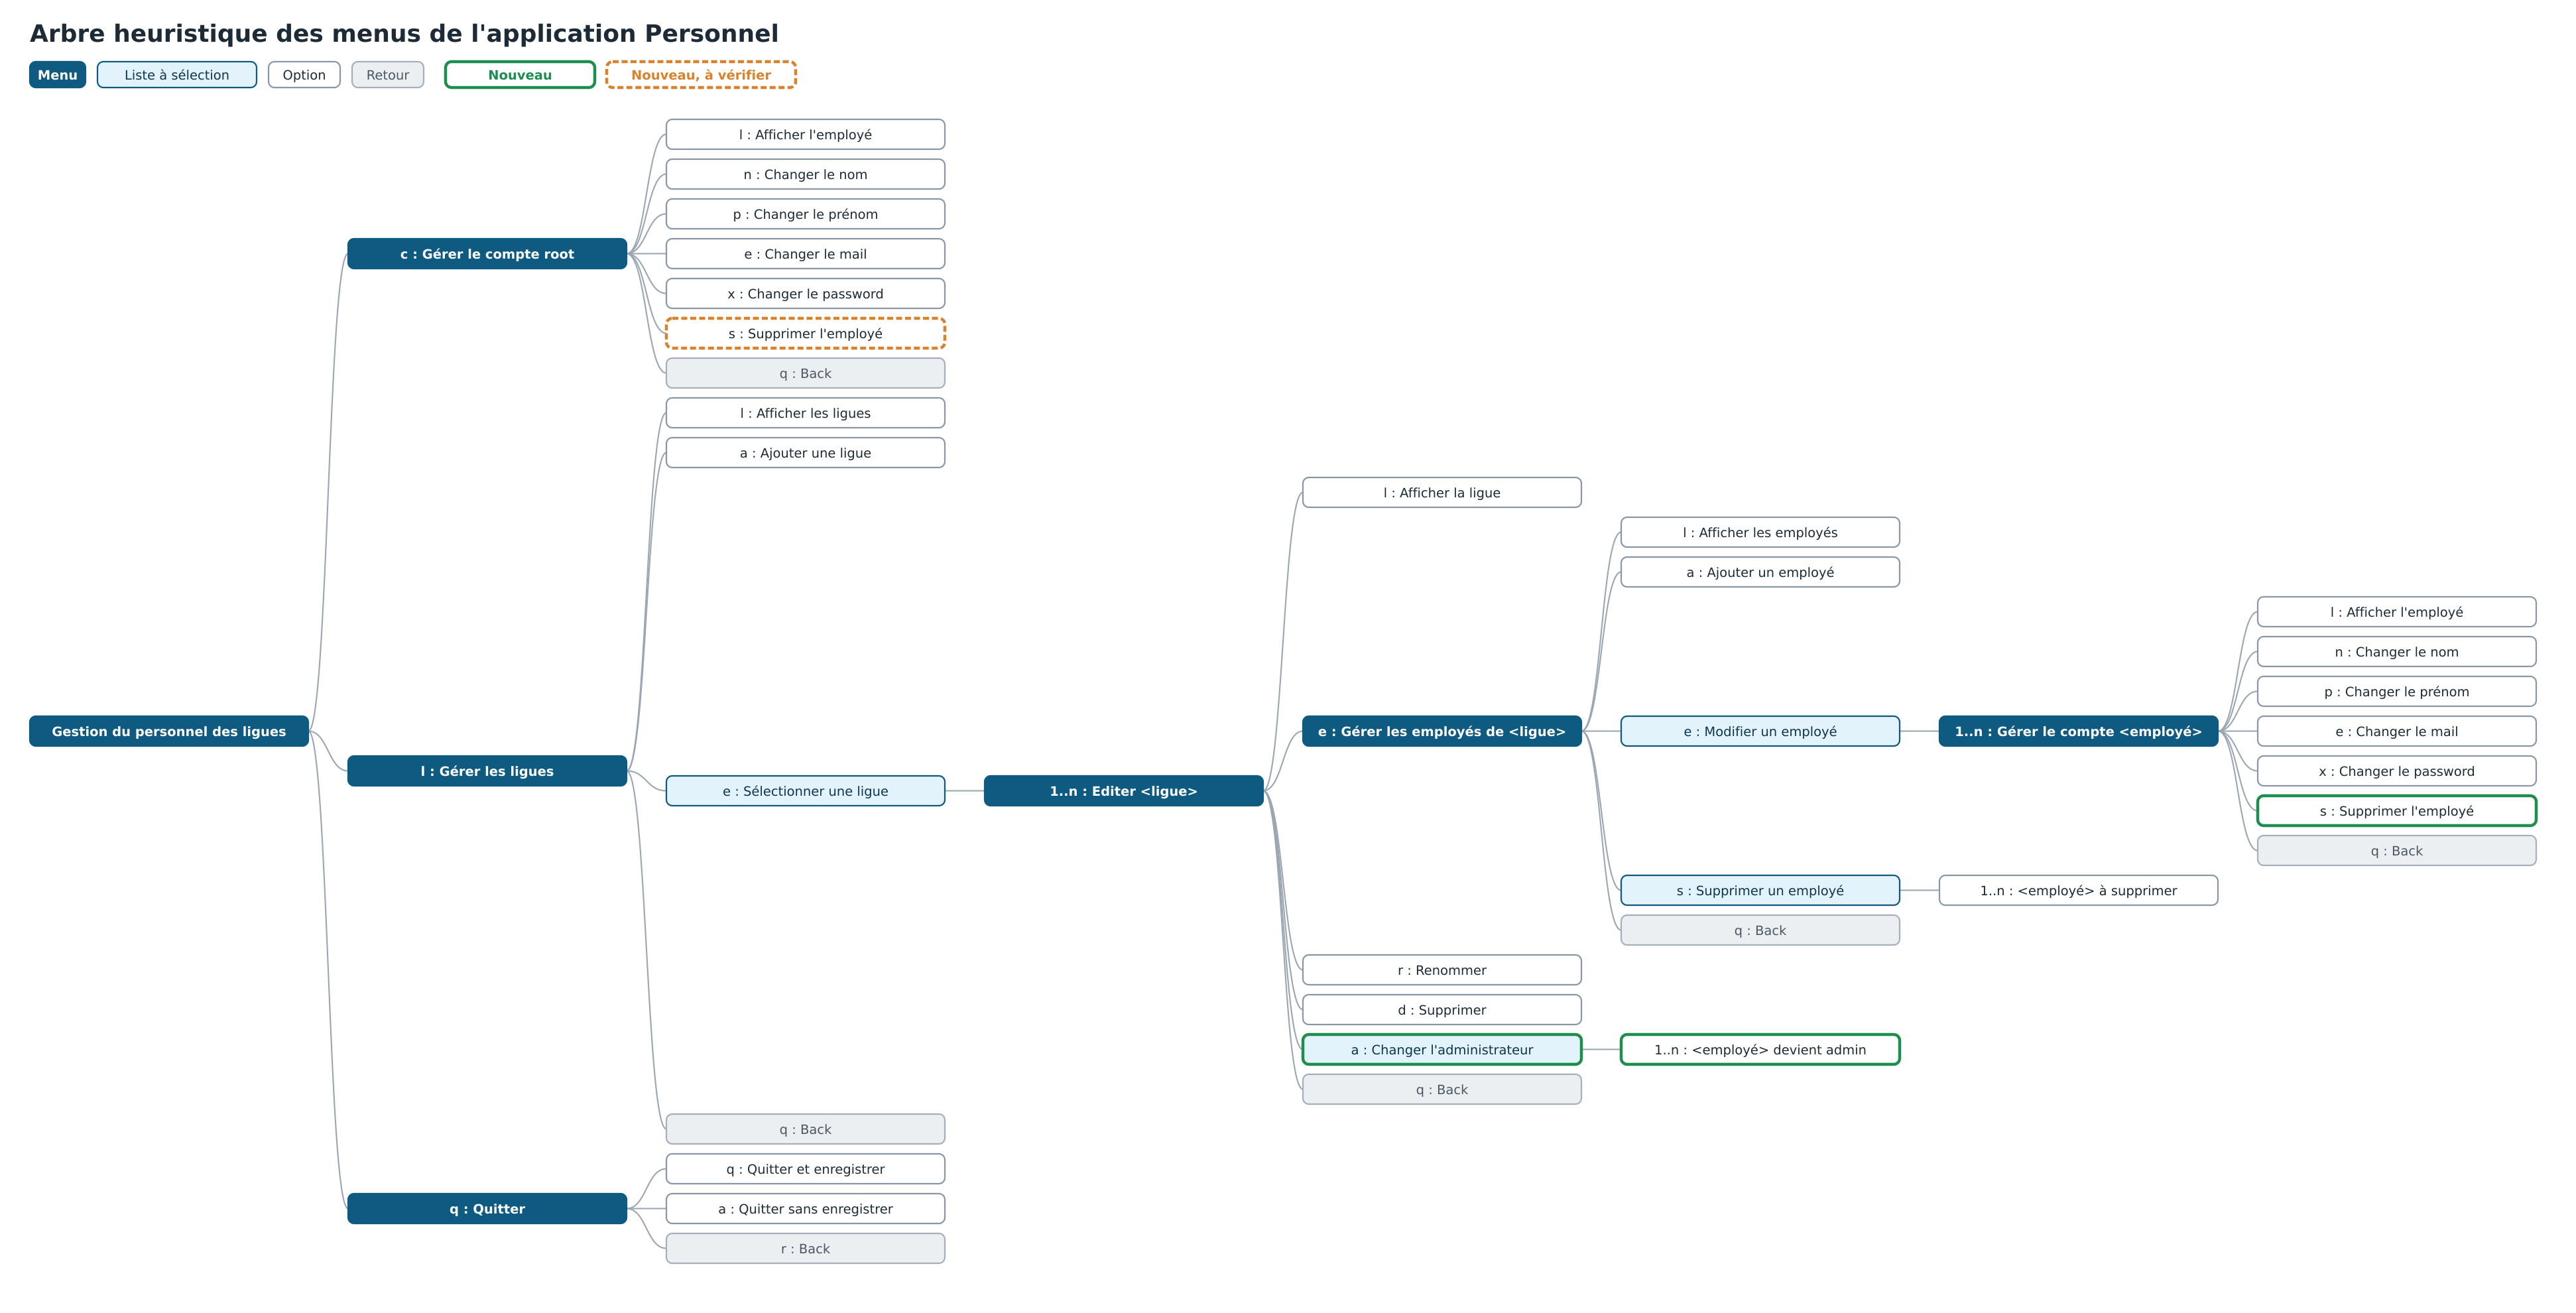 Arbre heuristique des menus de l'application Personnel
Menu
Liste à sélection
Option
Retour
Nouveau
Nouveau, à vérifier
l : Afficher l'employé
n : Changer le nom
p : Changer le prénom
c : Gérer le compte root
e : Changer le mail
x : Changer le password
s : Supprimer l'employé
q : Back
l : Afficher les ligues
a : Ajouter une ligue
l : Afficher la ligue
l : Afficher les employés
a : Ajouter un employé
l : Afficher l'employé
n : Changer le nom
p : Changer le prénom
Gestion du personnel des ligues
e : Gérer les employés de <ligue>
e : Modifier un employé
1..n : Gérer le compte <employé>
e : Changer le mail
l : Gérer les ligues
x : Changer le password
e : Sélectionner une ligue
1..n : Editer <ligue>
s : Supprimer l'employé
q : Back
s : Supprimer un employé
1..n : <employé> à supprimer
q : Back
r : Renommer
d : Supprimer
a : Changer l'administrateur
1..n : <employé> devient admin
q : Back
q : Back
q : Quitter et enregistrer
q : Quitter
a : Quitter sans enregistrer
r : Back